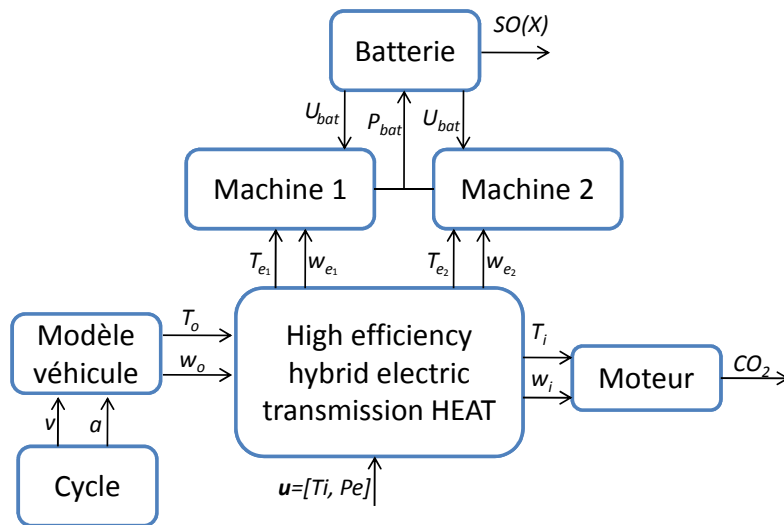 SO(X)
Batterie
U_bat
P_bat
U_bat
Machine 1
Machine 2
T_e₁
w_e₁
T_e₂
w_e₂
Modèle
véhicule
T_o
w_o
High efficiency
hybrid electric
transmission HEAT
T_i
w_i
Moteur
CO₂
v
a
Cycle
u=[Ti, Pe]